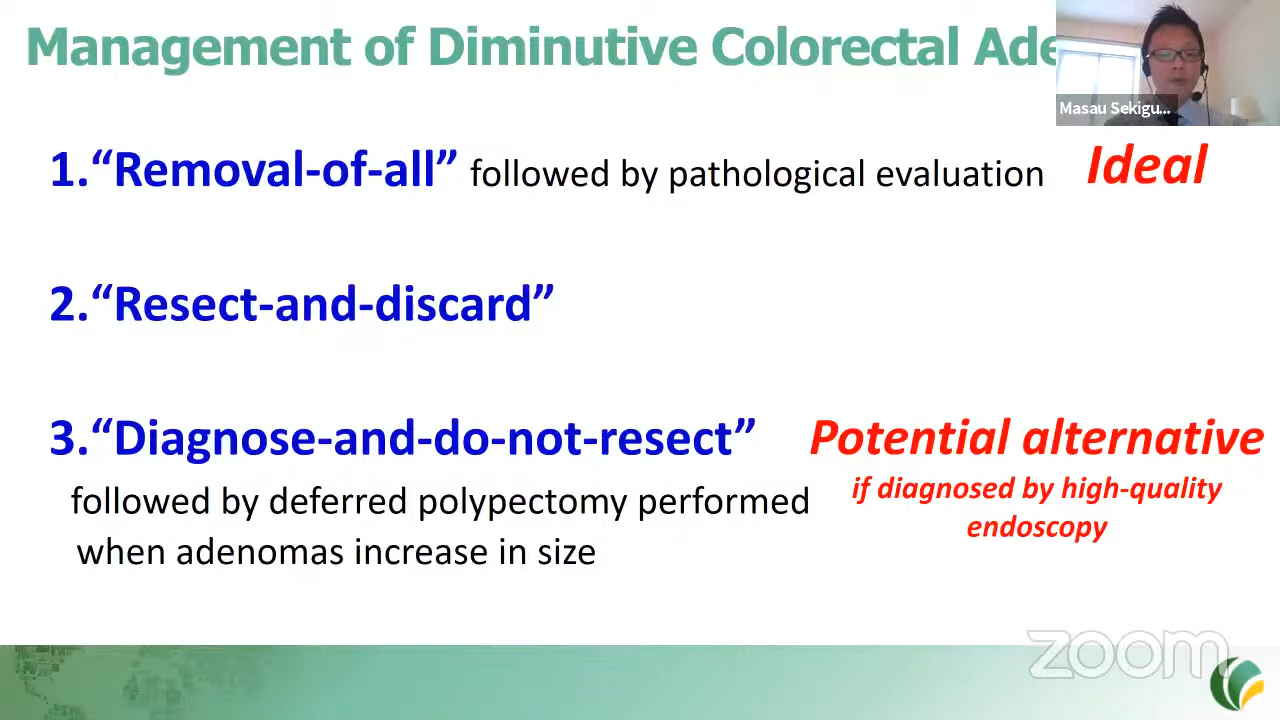 Management of Diminutive Colorectal Ade
Masau Sekigu...
1.“Removal-of-all” followed by pathological evaluation
Ideal
2.“Resect-and-discard”
3.“Diagnose-and-do-not-resect”
Potential alternative
if diagnosed by high-quality
endoscopy
followed by deferred polypectomy performed
when adenomas increase in size
zoom